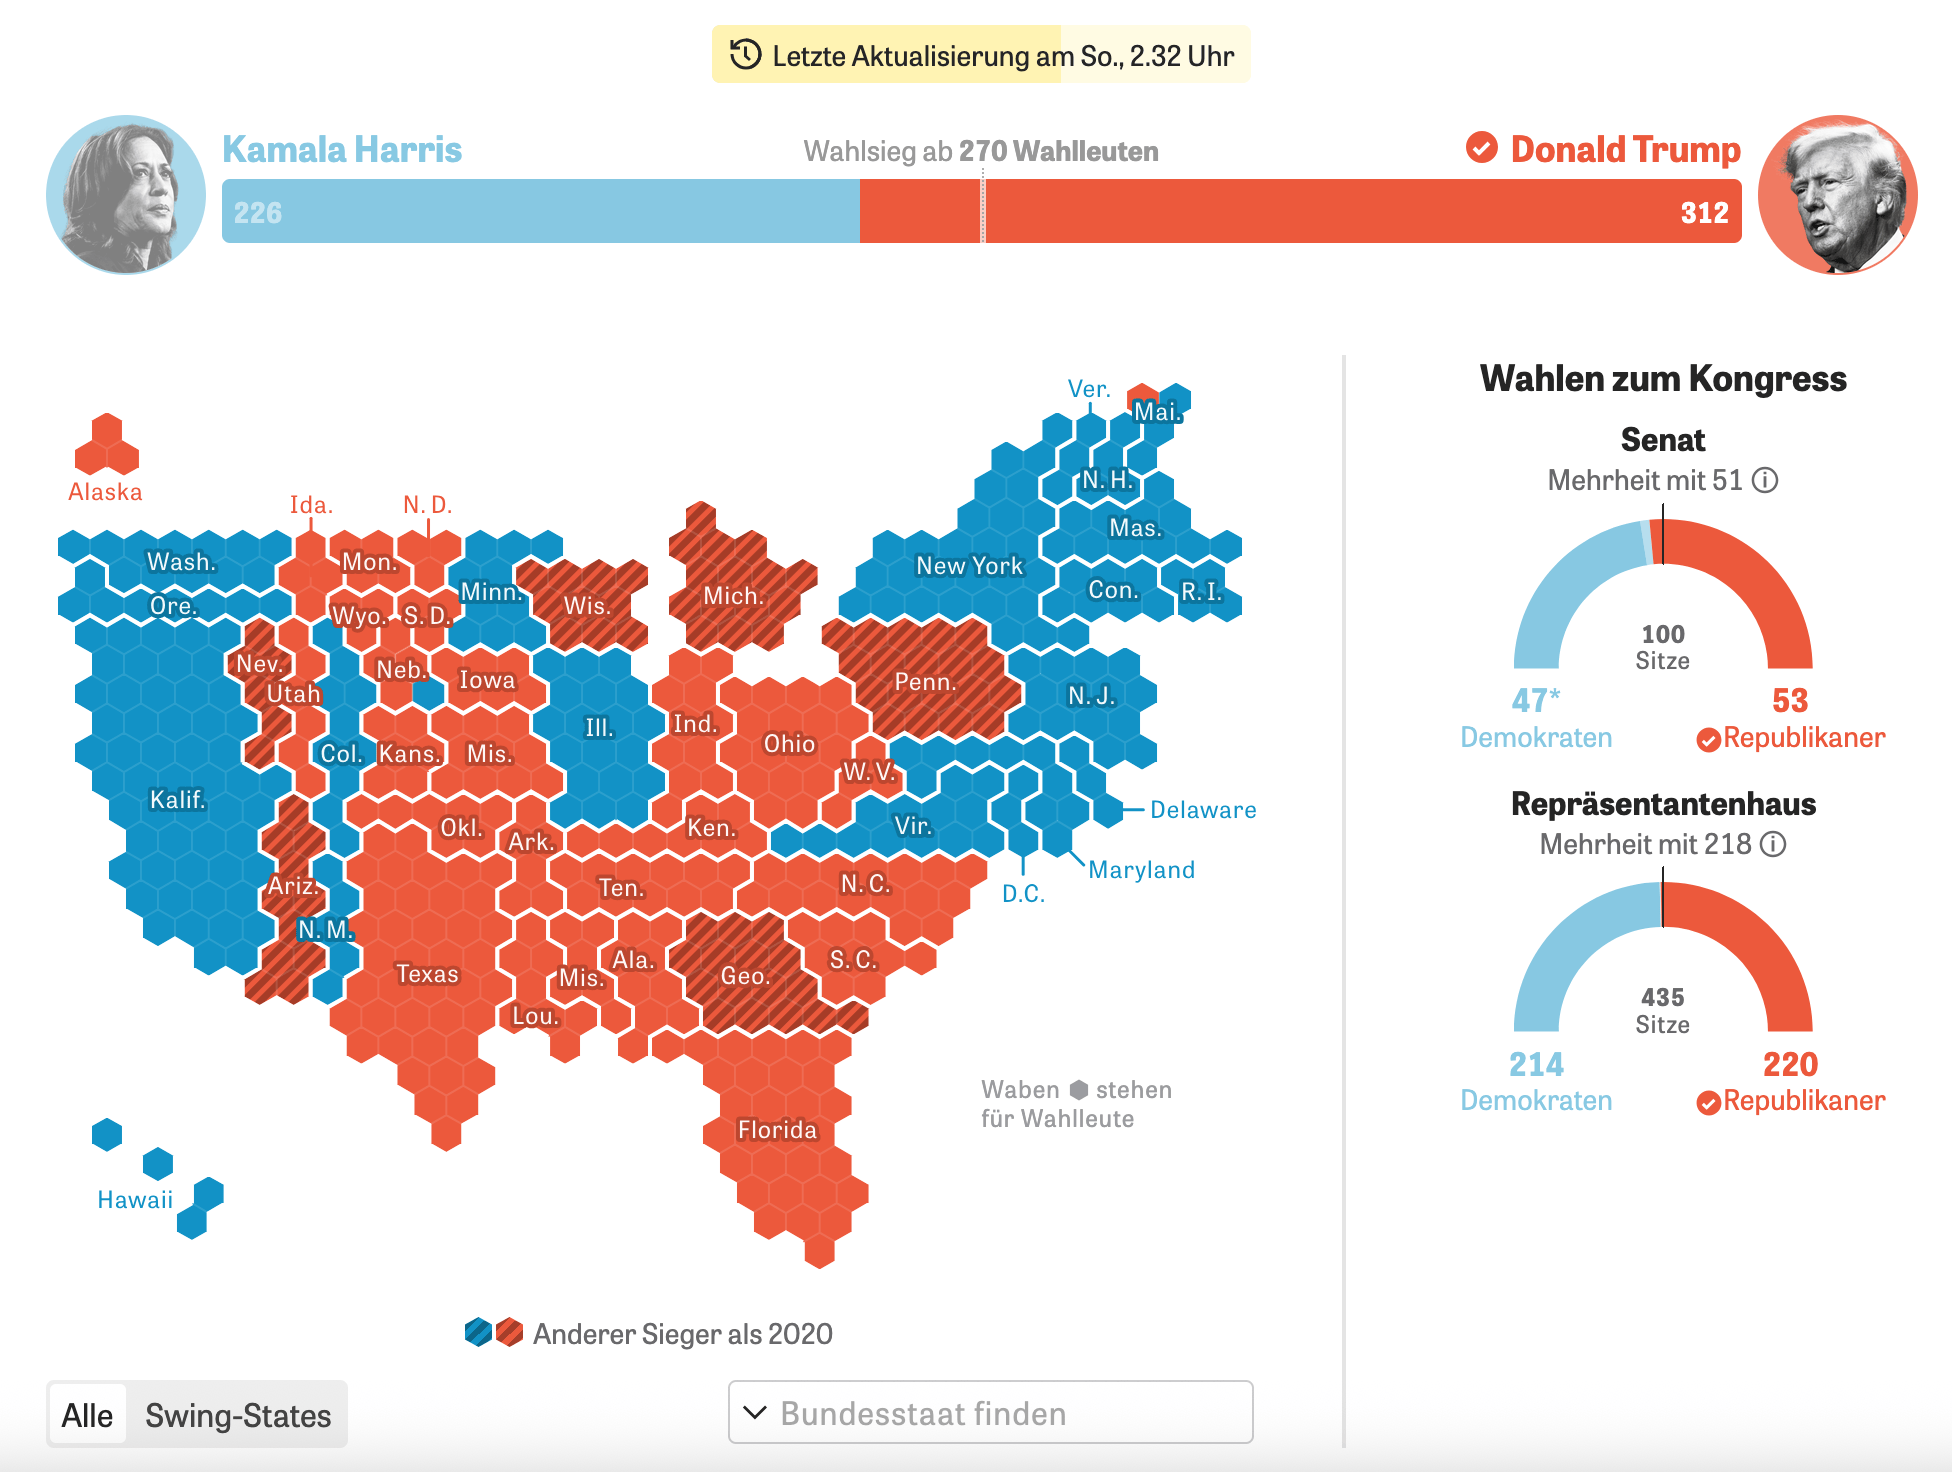 Letzte Aktualisierung am So., 2.32 Uhr
Kamala Harris
Wahlsieg ab 270 Wahlleuten
Donald Trump
226
312
Ver.
Mai.
Alaska
Ida.
N. D.
N. H.
Mas.
Wash.
Mon.
New York
Minn.
Wis.
Mich.
Con.
R. I.
Ore.
Wyo.
S. D.
Nev.
Neb.
Iowa
Penn.
N. J.
Utah
Ill.
Ind.
Ohio
Col.
Kans.
Mis.
W. V.
Kalif.
Delaware
Okl.
Ark.
Ken.
Vir.
Maryland
Ariz.
Ten.
N. C.
D.C.
N. M.
Texas
Mis.
Ala.
Geo.
S. C.
Lou.
Florida
Hawaii
Waben stehen
für Wahlleute
Anderer Sieger als 2020
Alle
Swing-States
Bundesstaat finden
Wahlen zum Kongress
Senat
Mehrheit mit 51
100
Sitze
47*
Demokraten
53
Republikaner
Repräsentantenhaus
Mehrheit mit 218
435
Sitze
214
Demokraten
220
Republikaner